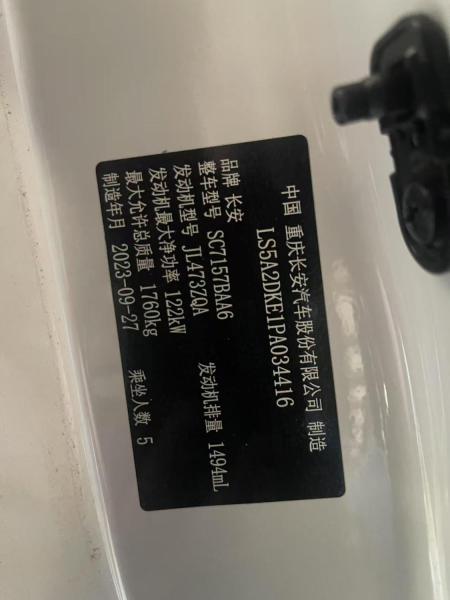 中国 重庆长安汽车股份有限公司 制造
LS5A2DKE1PA034416
品牌 长安
整车型号 SC7157BAA6 发动机排量 1494mL
发动机型号 JL473ZQA
发动机最大净功率 122kW
最大允许总质量 1760kg 乘坐人数 5
制造年月 2023-09-27